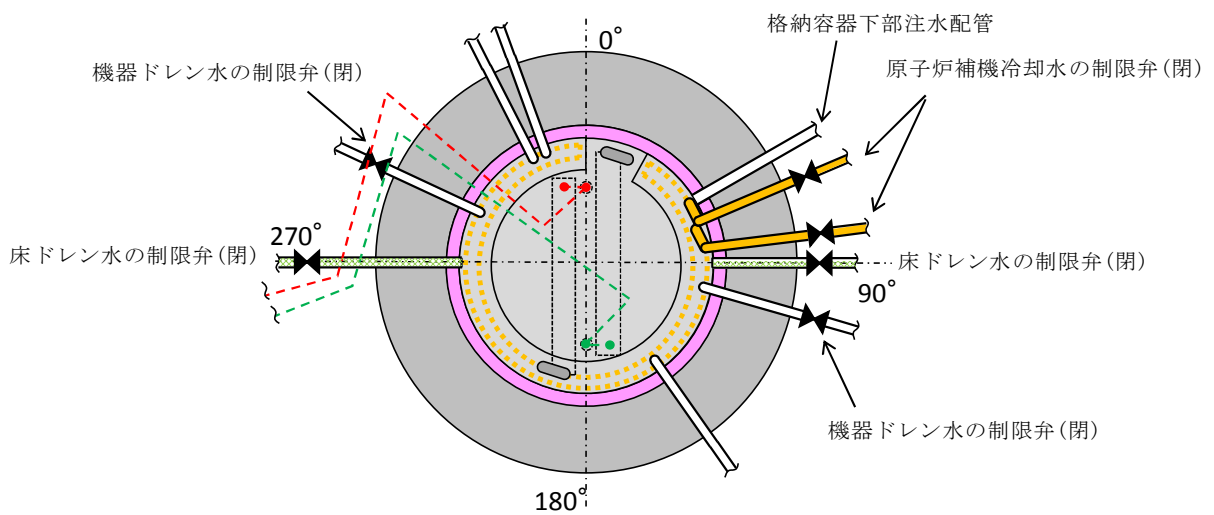 格納容器下部注水配管
0°
機器ドレン水の制限弁(閉)
原子炉補機冷却水の制限弁(閉)
270°
床ドレン水の制限弁(閉)
床ドレン水の制限弁(閉)
90°
機器ドレン水の制限弁(閉)
180°